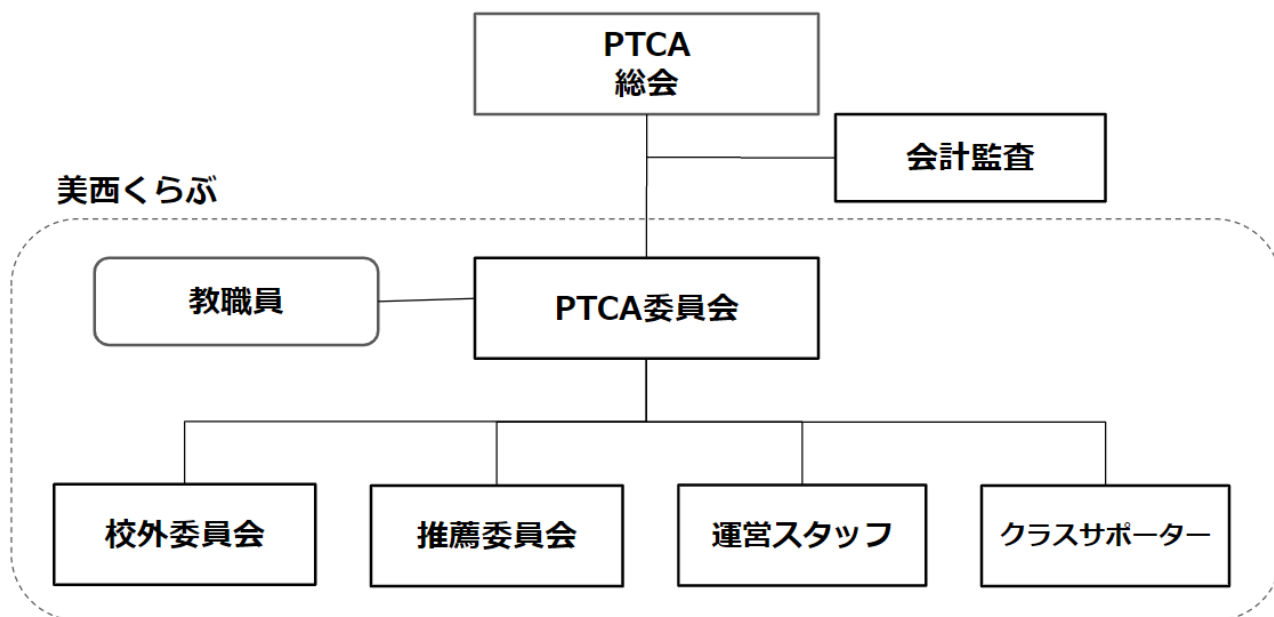 PTCA
総会
会計監査
美西くらぶ
教職員
PTCA委員会
校外委員会
推薦委員会
運営スタッフ
クラスサポーター